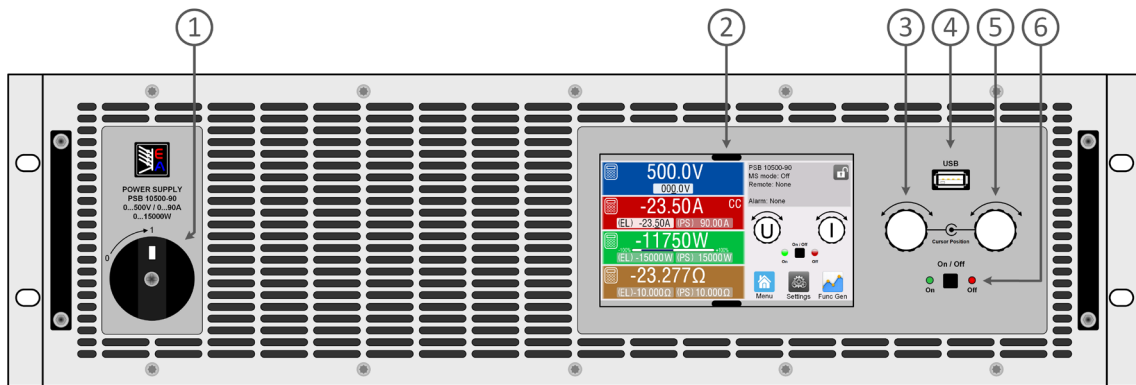 1
2
3
4
5
6
EA
POWER SUPPLY
PSB 10500-90
0...500V / 0...90A
0...15000W
0
1
500.0V
000.0V
-23.50A
CC
(EL) -23.50A (PS) 90.00A
-11750W
-100% +100%
(EL)-15000W (PS) 15000W
-23.277Ω
(EL)-10.000Ω (PS)10.000Ω
PSB 10500-90
MS mode: Off
Remote: None
Alarm: None
U
I
On / Off
On
Off
Menu
Settings
Func Gen
USB
Cursor Position
On / Off
On
Off